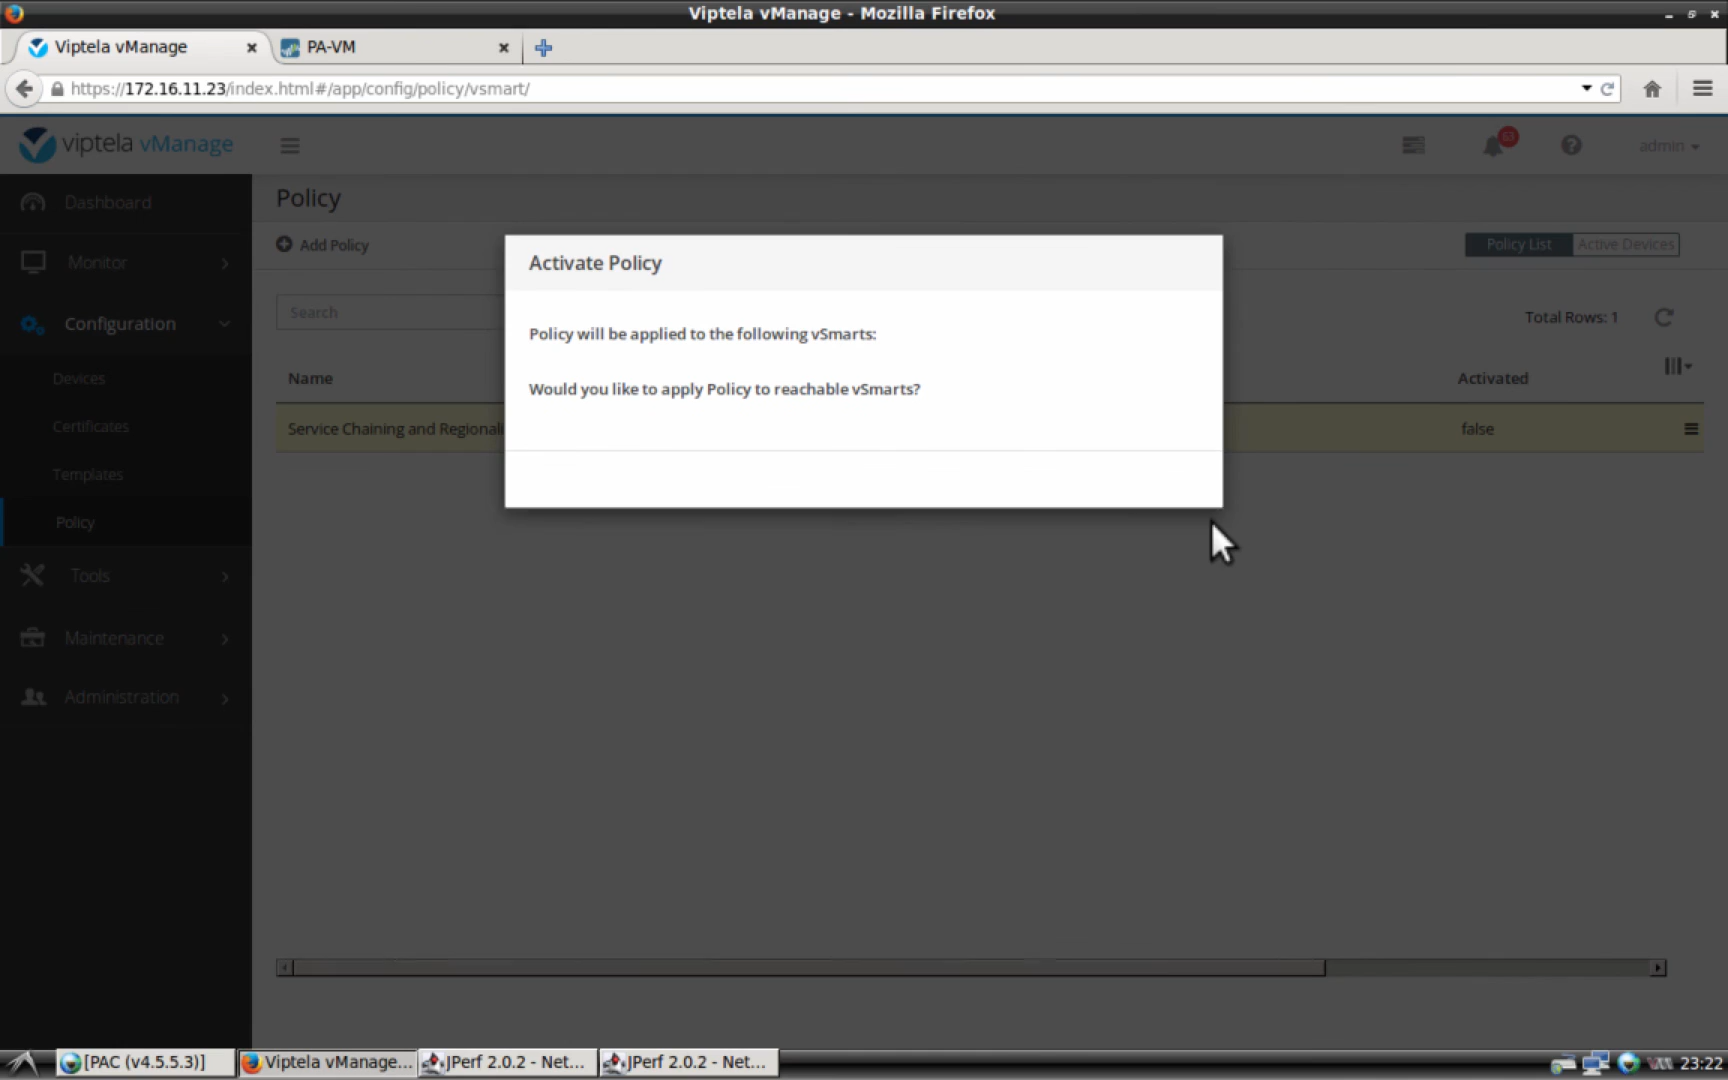 Viptela vManage - Mozilla Firefox
Viptela vManage
PA-VM
https://172.16.11.23/index.html#/app/config/policy/vsmart/
viptela vManage
admin
Dashboard
Monitor
Configuration
Devices
Certificates
Templates
Policy
Tools
Maintenance
Administration
Policy
Add Policy
Policy List
Active Devices
Search
Total Rows: 1
Name
Activated
Service Chaining and Regionali
false
Activate Policy
Policy will be applied to the following vSmarts:
Would you like to apply Policy to reachable vSmarts?
[PAC (v4.5.5.3)]
Viptela vManage...
JPerf 2.0.2 - Net...
JPerf 2.0.2 - Net...
23:22